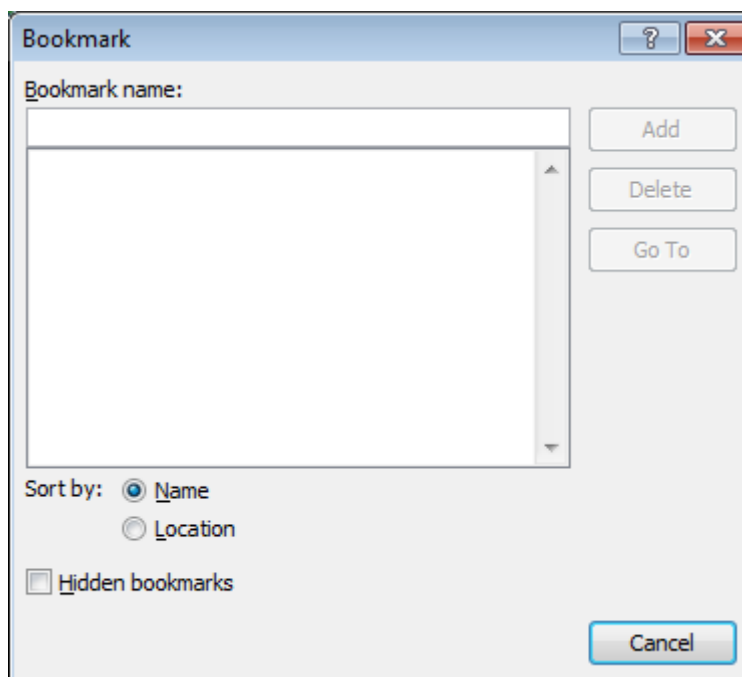 Bookmark
Bookmark name:
Add
Delete
Go To
Sort by: Name
Location
Hidden bookmarks
Cancel